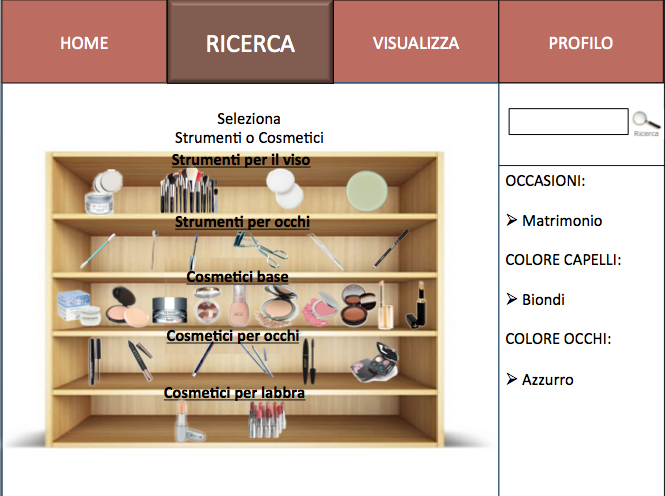 HOME
RICERCA
VISUALIZZA
PROFILO
Seleziona
Strumenti o Cosmetici
Strumenti per il viso
Strumenti per occhi
Cosmetici base
Cosmetici per occhi
Cosmetici per labbra
Ricerca
OCCASIONI:
➢ Matrimonio
COLORE CAPELLI:
➢ Biondi
COLORE OCCHI:
➢ Azzurro